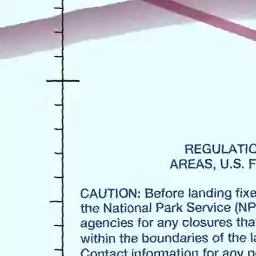 REGULATIO
AREAS, U.S. F
CAUTION: Before landing fixe
the National Park Service (NP
agencies for any closures tha
within the boundaries of the la
Contact information for any